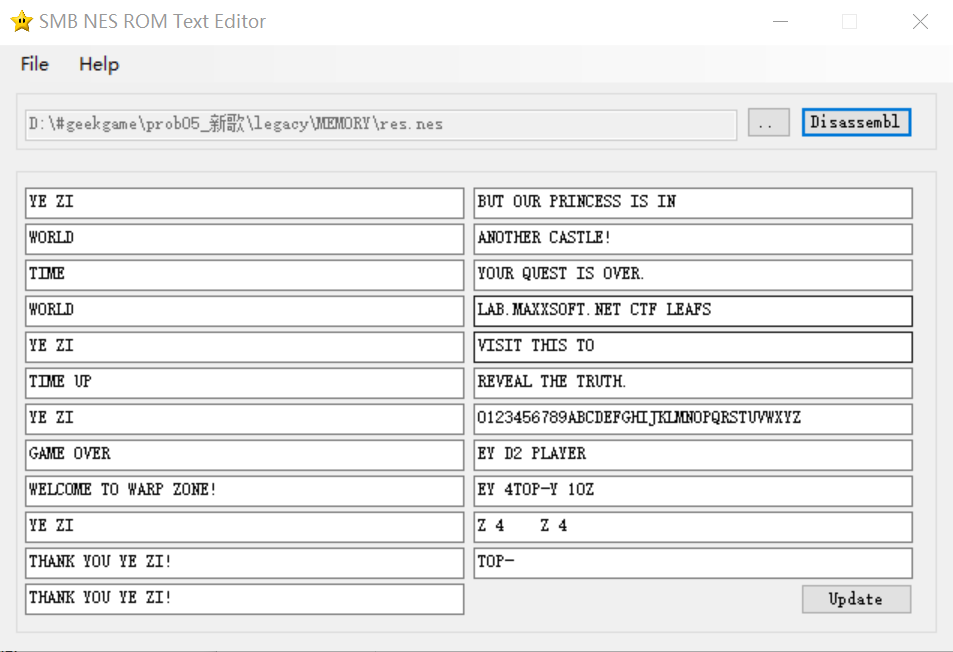 SMB NES ROM Text Editor
File Help
D:\#geekgame\prob05_新歌\legacy\MEMORY\res.nes
..
Disassembl
YE ZI
WORLD
TIME
WORLD
YE ZI
TIME UP
YE ZI
GAME OVER
WELCOME TO WARP ZONE!
YE ZI
THANK YOU YE ZI!
THANK YOU YE ZI!
BUT OUR PRINCESS IS IN
ANOTHER CASTLE!
YOUR QUEST IS OVER.
LAB.MAXXSOFT.NET CTF LEAFS
VISIT THIS TO
REVEAL THE TRUTH.
0123456789ABCDEFGHIJKLMNOPQRSTUVWXYZ
EY D2 PLAYER
EY 4TOP-Y 10Z
Z 4    Z 4
TOP-
Update